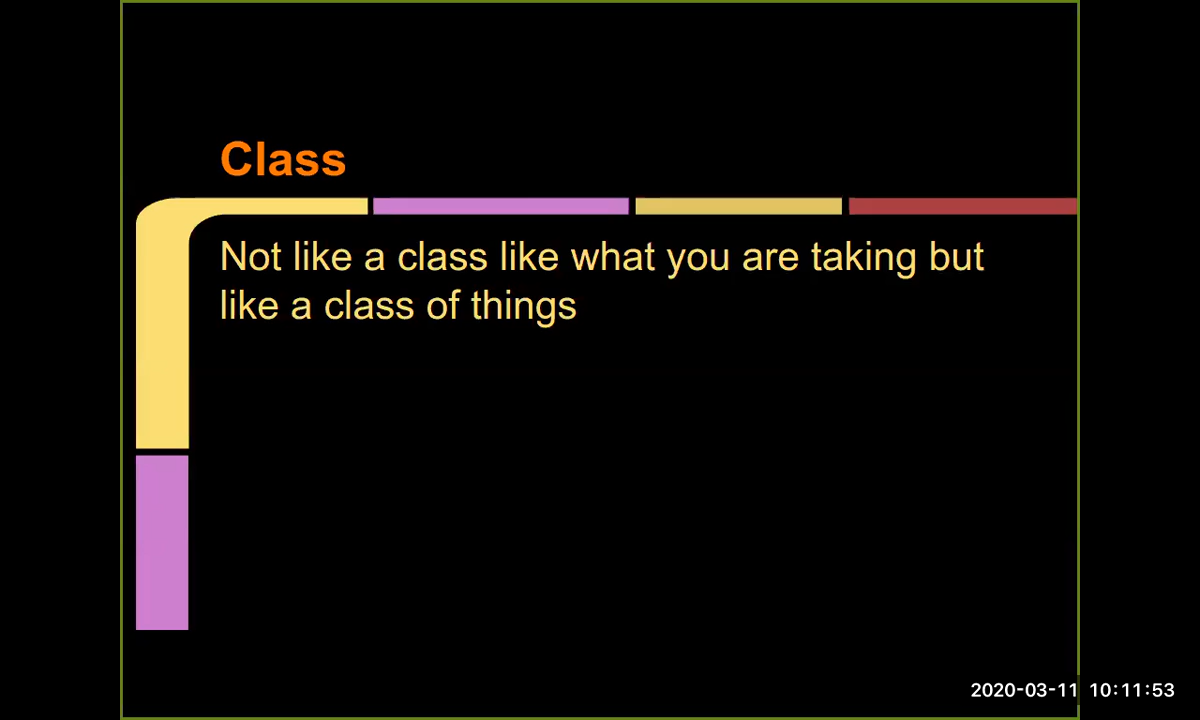 Class
Not like a class like what you are taking but
like a class of things
2020-03-11 10:11:53